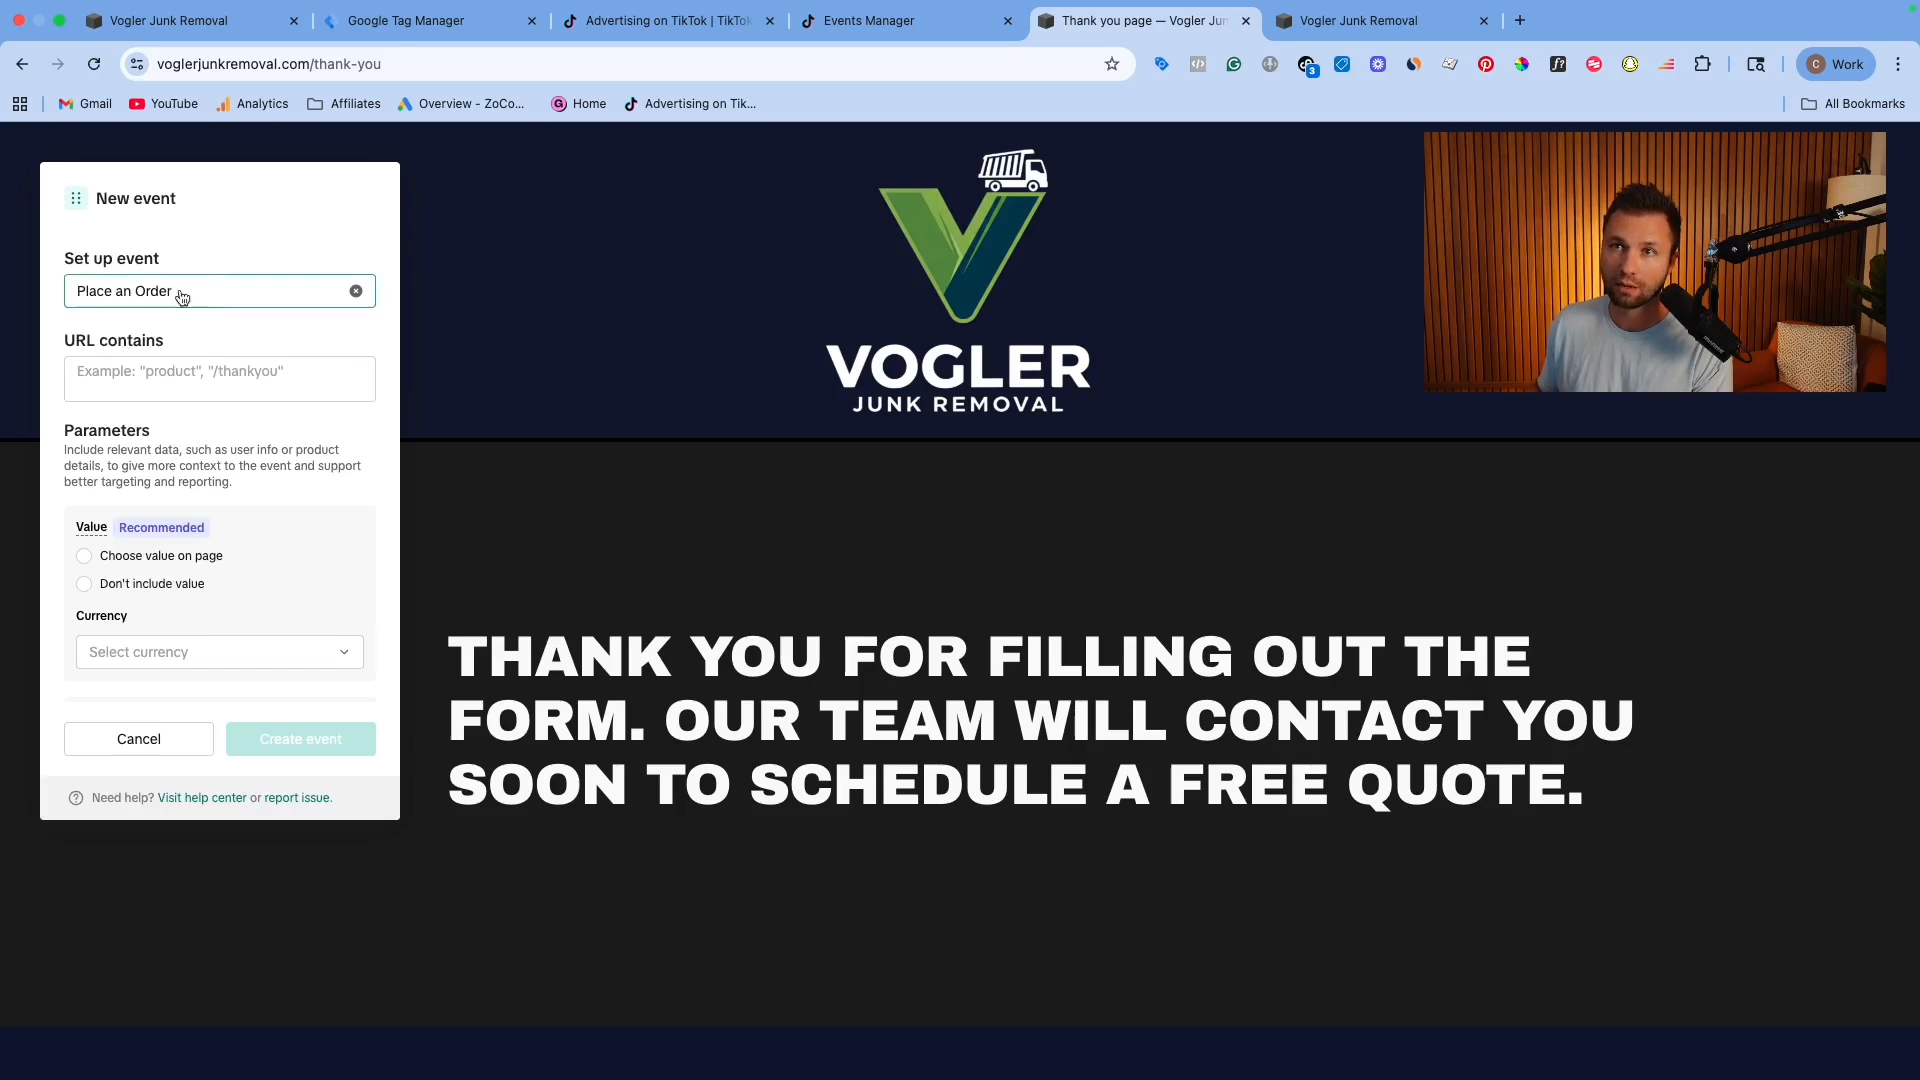 Vogler Junk Removal
Google Tag Manager
Advertising on TikTok | TikTok
Events Manager
Thank you page — Vogler Jun
Vogler Junk Removal
voglerjunkremoval.com/thank-you
3
C Work
Gmail
YouTube
Analytics
Affiliates
Overview - ZoCo...
Home
Advertising on Tik...
All Bookmarks
New event
Set up event
Place an Order
URL contains
Example: "product", "/thankyou"
Parameters
Include relevant data, such as user info or product
details, to give more context to the event and support
better targeting and reporting.
Value Recommended
Choose value on page
Don't include value
Currency
Select currency
Cancel
Create event
Need help? Visit help center or report issue.
VOGLER
JUNK REMOVAL
THANK YOU FOR FILLING OUT THE
FORM. OUR TEAM WILL CONTACT YOU
SOON TO SCHEDULE A FREE QUOTE.